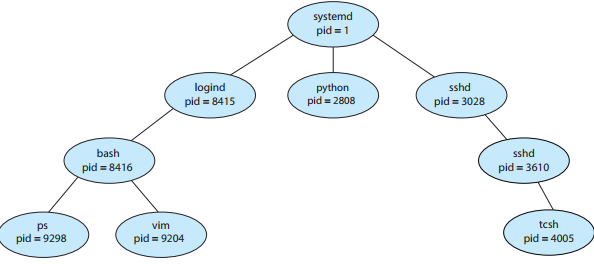 systemd
pid = 1
logind
pid = 8415
python
pid = 2808
sshd
pid = 3028
bash
pid = 8416
sshd
pid = 3610
ps
pid = 9298
vim
pid = 9204
tcsh
pid = 4005